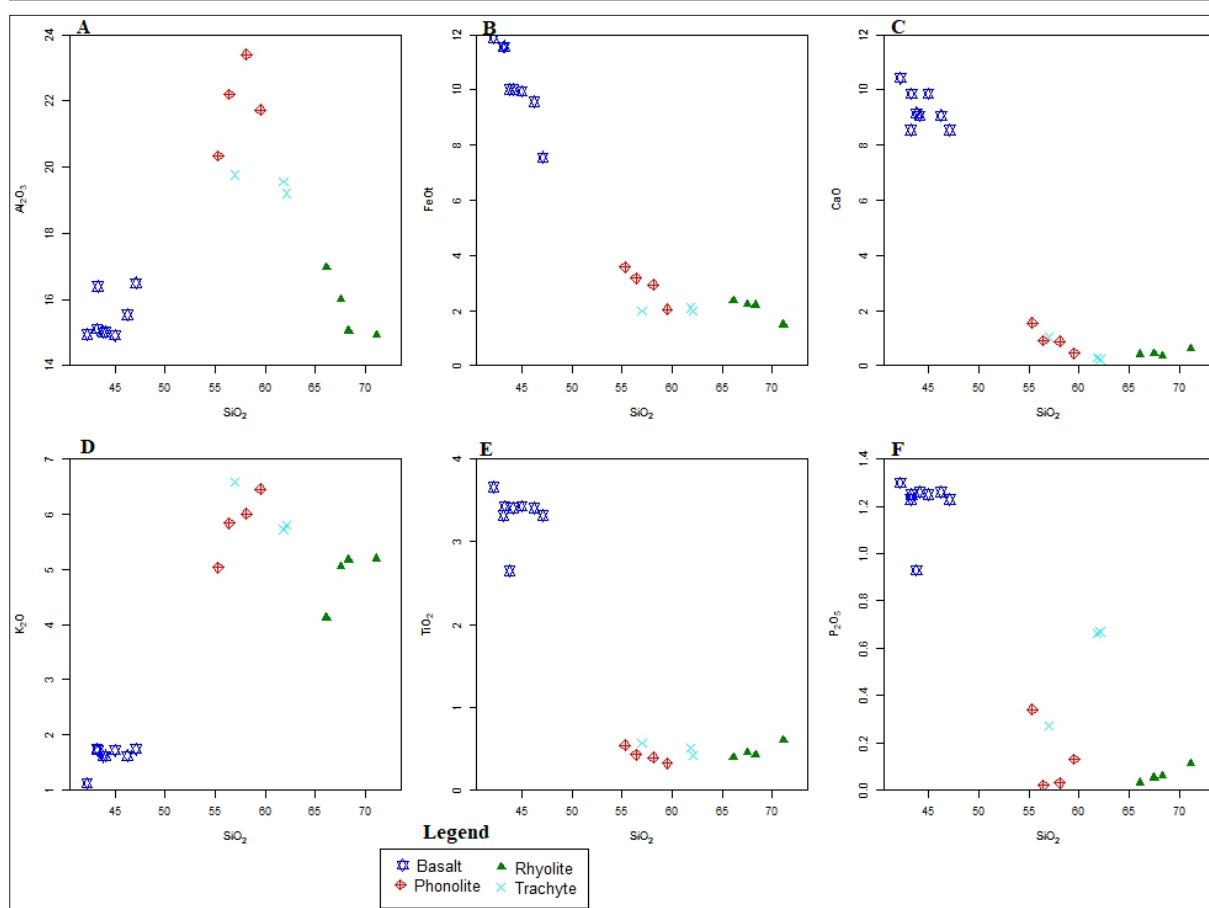 A
B
C
24
22
20
18
16
14
Al2O3
45 50 55 60 65 70
SiO2
12
10
8
6
4
2
0
FeOt
45 50 55 60 65 70
SiO2
12
10
8
6
4
2
0
CaO
45 50 55 60 65 70
SiO2
D
E
F
7
6
5
4
3
2
1
K2O
45 50 55 60 65 70
SiO2
4
3
2
1
0
TiO2
45 50 55 60 65 70
SiO2
1.4
1.2
1.0
0.8
0.6
0.4
0.2
0.0
P2O5
45 50 55 60 65 70
SiO2
Legend
Basalt
Rhyolite
Phonolite
Trachyte